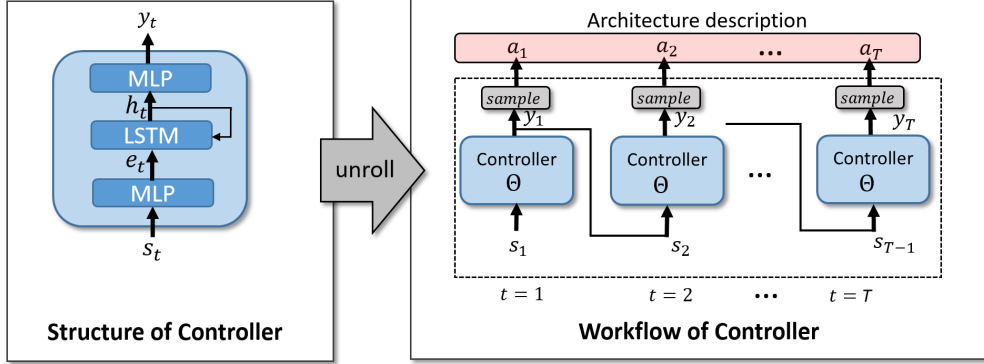 y_t
MLP
h_t
LSTM
e_t
MLP
s_t
Structure of Controller
unroll
Architecture description
a_1 a_2 ... a_T
sample sample sample
y_1 y_2 y_T
Controller Θ
Controller Θ
...
Controller Θ
s_1 s_2 s_{T-1}
t = 1 t = 2 ... t = T
Workflow of Controller